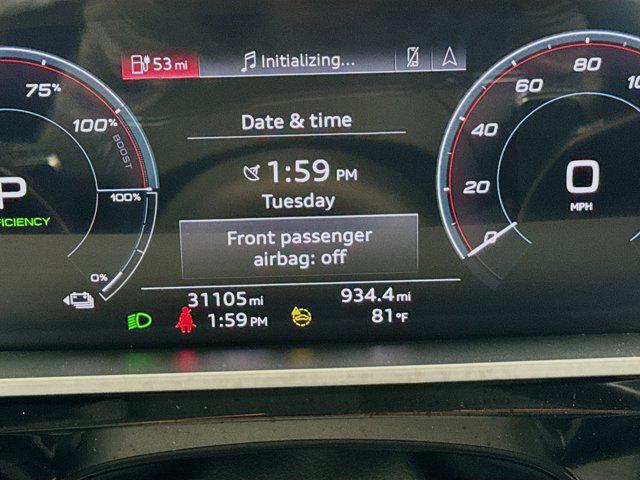 53 mi
Initializing...
75%
100%
BOOST
100%
0%
P
Date & time
1:59 PM
Tuesday
Front passenger
airbag: off
31105 mi
934.4 mi
1:59 PM
81°F
0
20
40
60
80
0
MPH